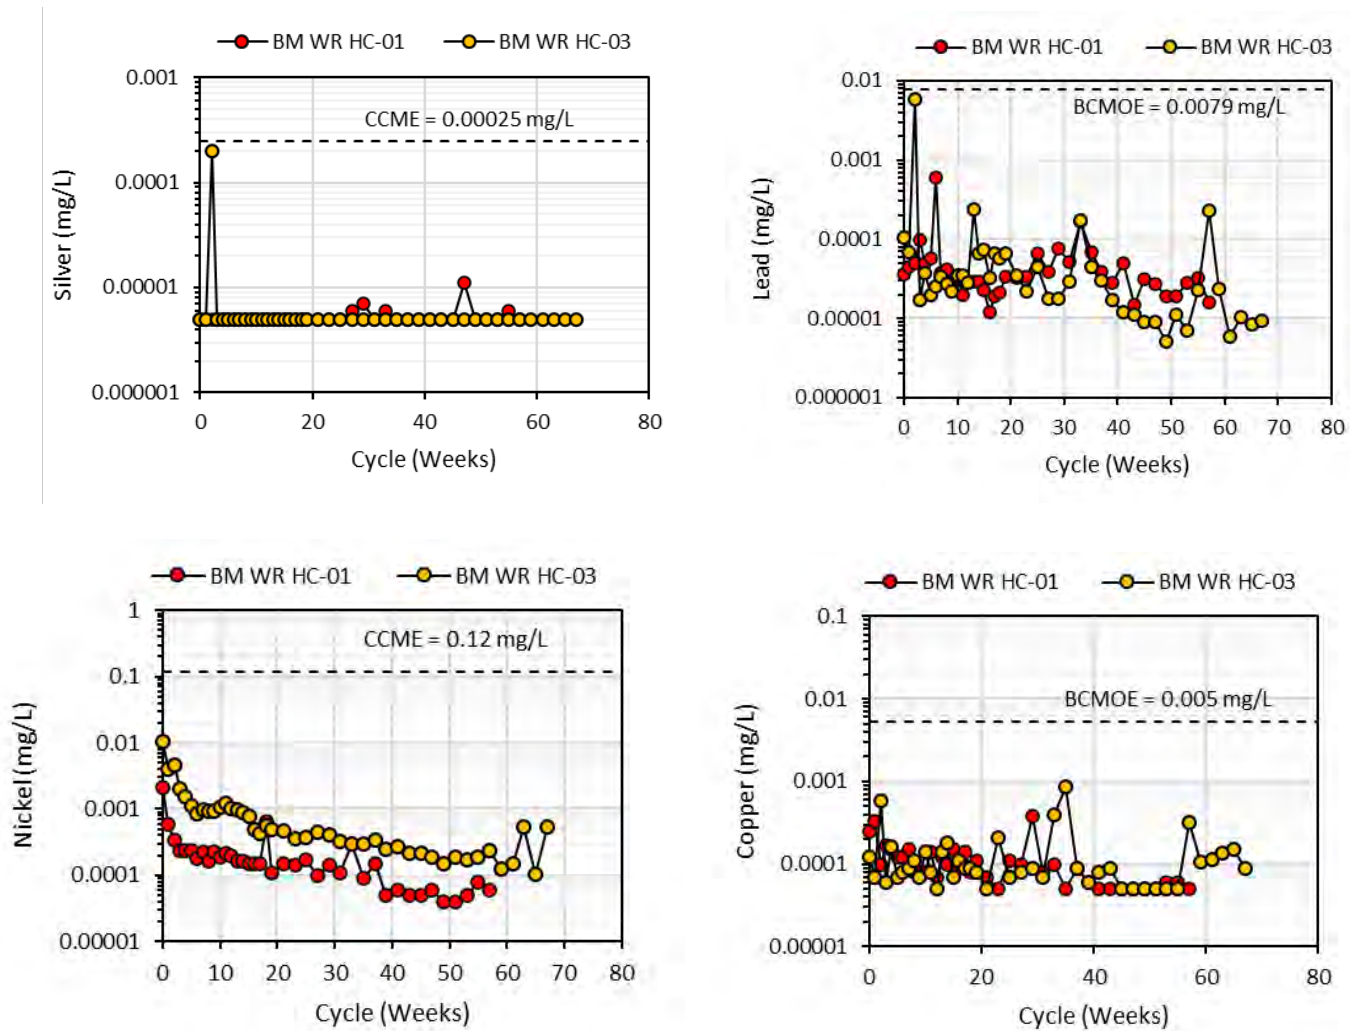 BM WR HC-01 BM WR HC-03
0.001
CCME = 0.00025 mg/L
0.0001
0.00001
0.000001
Silver (mg/L)
0 20 40 60 80
Cycle (Weeks)
BM WR HC-01 BM WR HC-03
0.01
BCMOE = 0.0079 mg/L
0.001
0.0001
0.00001
0.000001
Lead (mg/L)
0 10 20 30 40 50 60 70 80
Cycle (Weeks)
BM WR HC-01 BM WR HC-03
1
CCME = 0.12 mg/L
0.1
0.01
0.001
0.0001
0.00001
Nickel (mg/L)
0 10 20 30 40 50 60 70 80
Cycle (Weeks)
BM WR HC-01 BM WR HC-03
0.1
0.01
BCMOE = 0.005 mg/L
0.001
0.0001
0.00001
Copper (mg/L)
0 20 40 60 80
Cycle (Weeks)